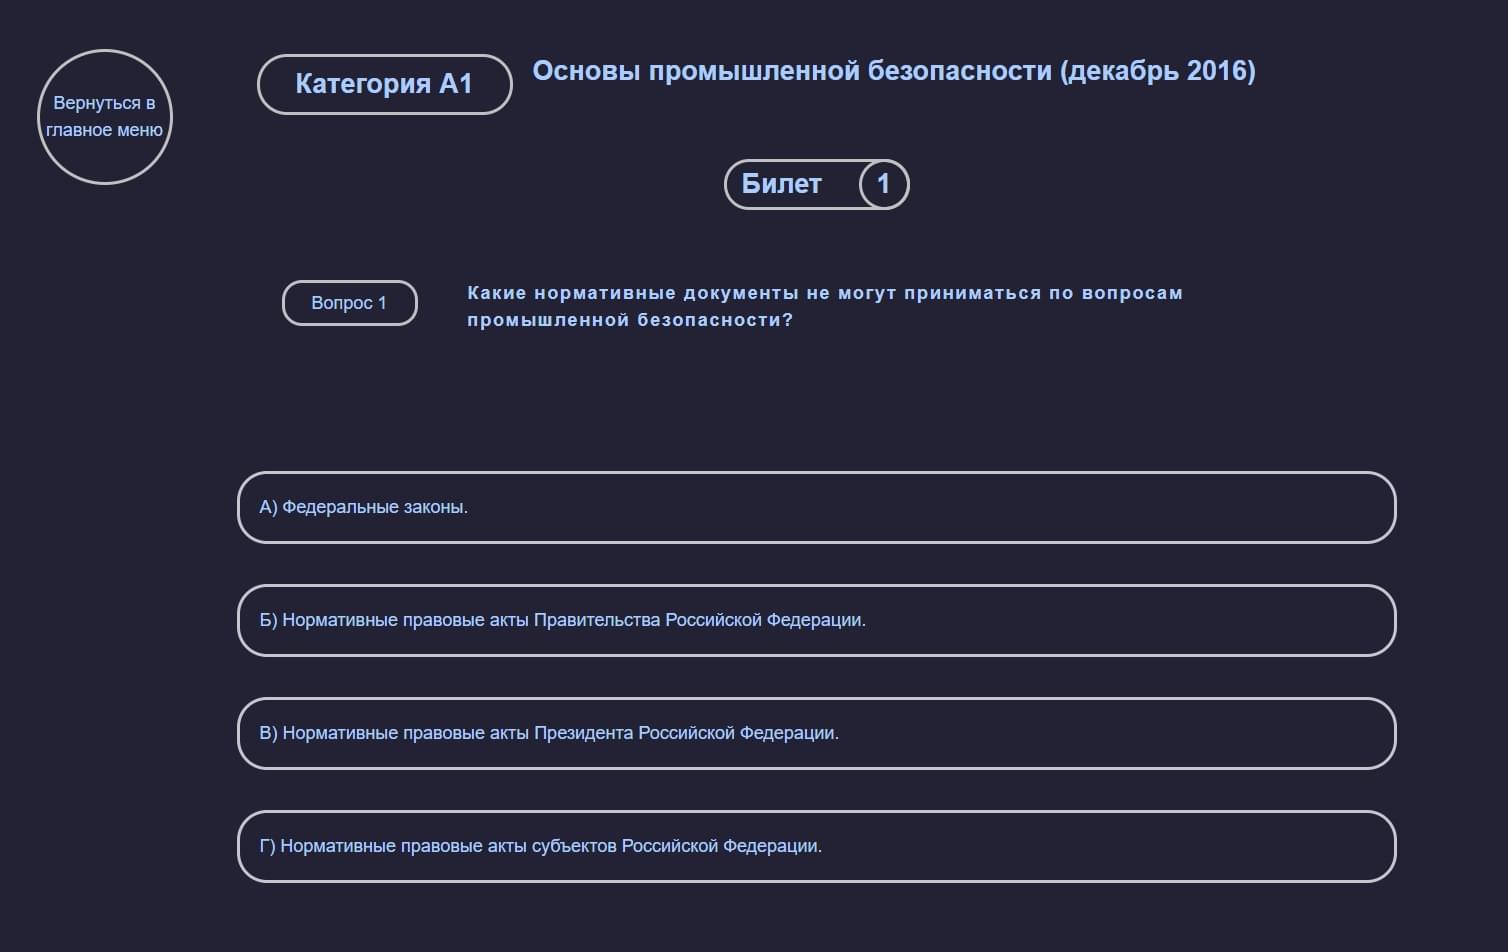 Вернуться в
главное меню
Категория А1
Основы промышленной безопасности (декабрь 2016)
Билет 1
Вопрос 1
Какие нормативные документы не могут приниматься по вопросам
промышленной безопасности?
А) Федеральные законы.
Б) Нормативные правовые акты Правительства Российской Федерации.
В) Нормативные правовые акты Президента Российской Федерации.
Г) Нормативные правовые акты субъектов Российской Федерации.